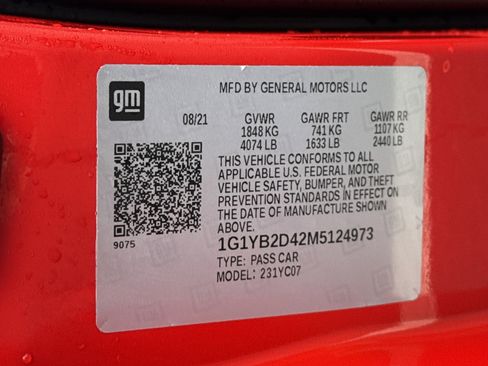 gm
MFD BY GENERAL MOTORS LLC
08/21 GVWR GAWR FRT GAWR RR
1848 KG 741 KG 1107 KG
4074 LB 1633 LB 2440 LB
THIS VEHICLE CONFORMS TO ALL
APPLICABLE U.S. FEDERAL MOTOR
VEHICLE SAFETY, BUMPER, AND THEFT
PREVENTION STANDARDS IN EFFECT ON
THE DATE OF MANUFACTURE SHOWN
ABOVE.
9075
1G1YB2D42M5124973
TYPE: PASS CAR
MODEL: 231YC07